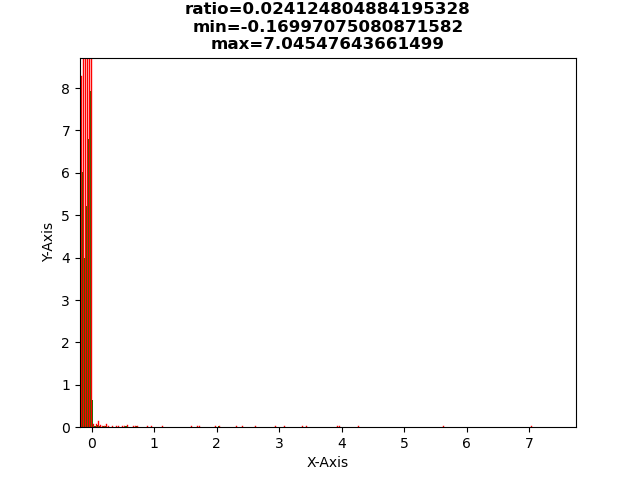 ratio=0.024124804884195328
min=-0.16997075080871582
max=7.04547643661499
8
7
6
5
4
3
2
1
0
Y-Axis
0 1 2 3 4 5 6 7
X-Axis